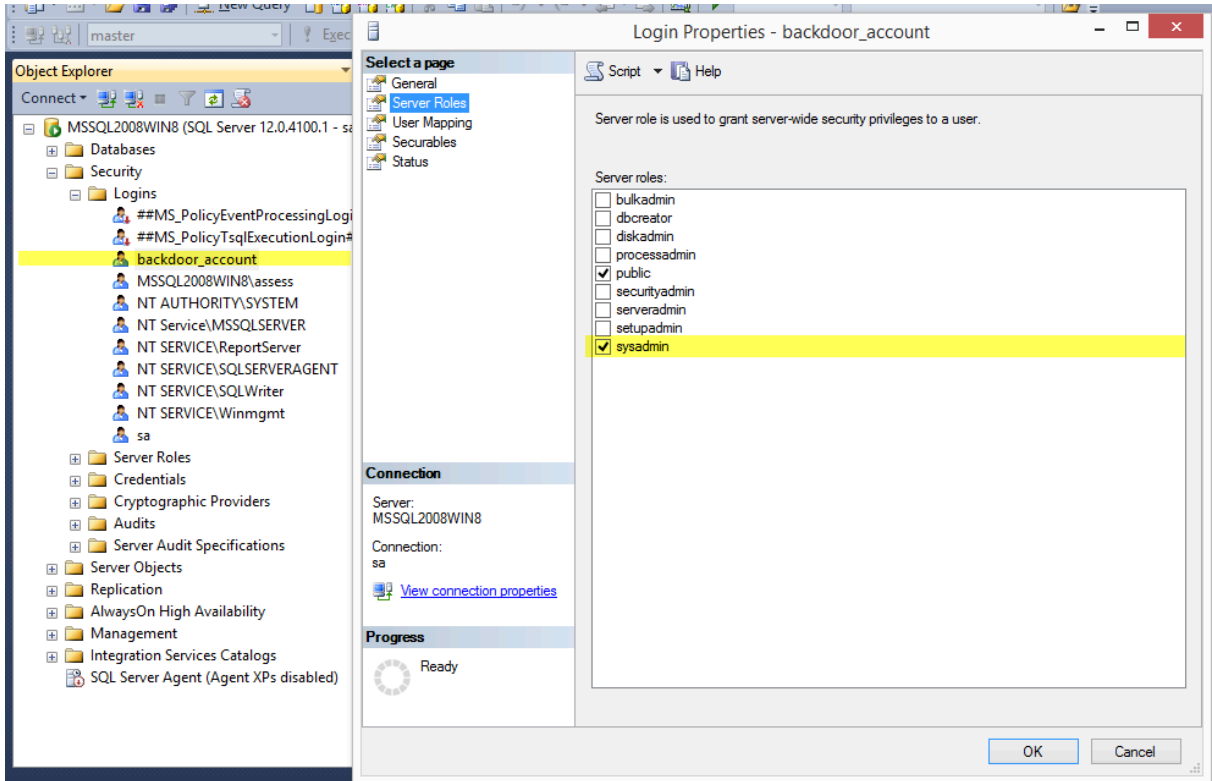 New Query
master
Exec
Object Explorer
Connect
MSSQL2008WIN8 (SQL Server 12.0.4100.1 - sa
Databases
Security
Logins
##MS_PolicyEventProcessingLogi
##MS_PolicyTsqlExecutionLogin#
backdoor_account
MSSQL2008WIN8\assess
NT AUTHORITY\SYSTEM
NT Service\MSSQLSERVER
NT SERVICE\ReportServer
NT SERVICE\SQLSERVERAGENT
NT SERVICE\SQLWriter
NT SERVICE\Winmgmt
sa
Server Roles
Credentials
Cryptographic Providers
Audits
Server Audit Specifications
Server Objects
Replication
AlwaysOn High Availability
Management
Integration Services Catalogs
SQL Server Agent (Agent XPs disabled)
Login Properties - backdoor_account
Select a page
General
Server Roles
User Mapping
Securables
Status
Connection
Server:
MSSQL2008WIN8
Connection:
sa
View connection properties
Progress
Ready
Script Help
Server role is used to grant server-wide security privileges to a user.
Server roles:
bulkadmin
dbcreator
diskadmin
processadmin
public
securityadmin
serveradmin
setupadmin
sysadmin
OK Cancel